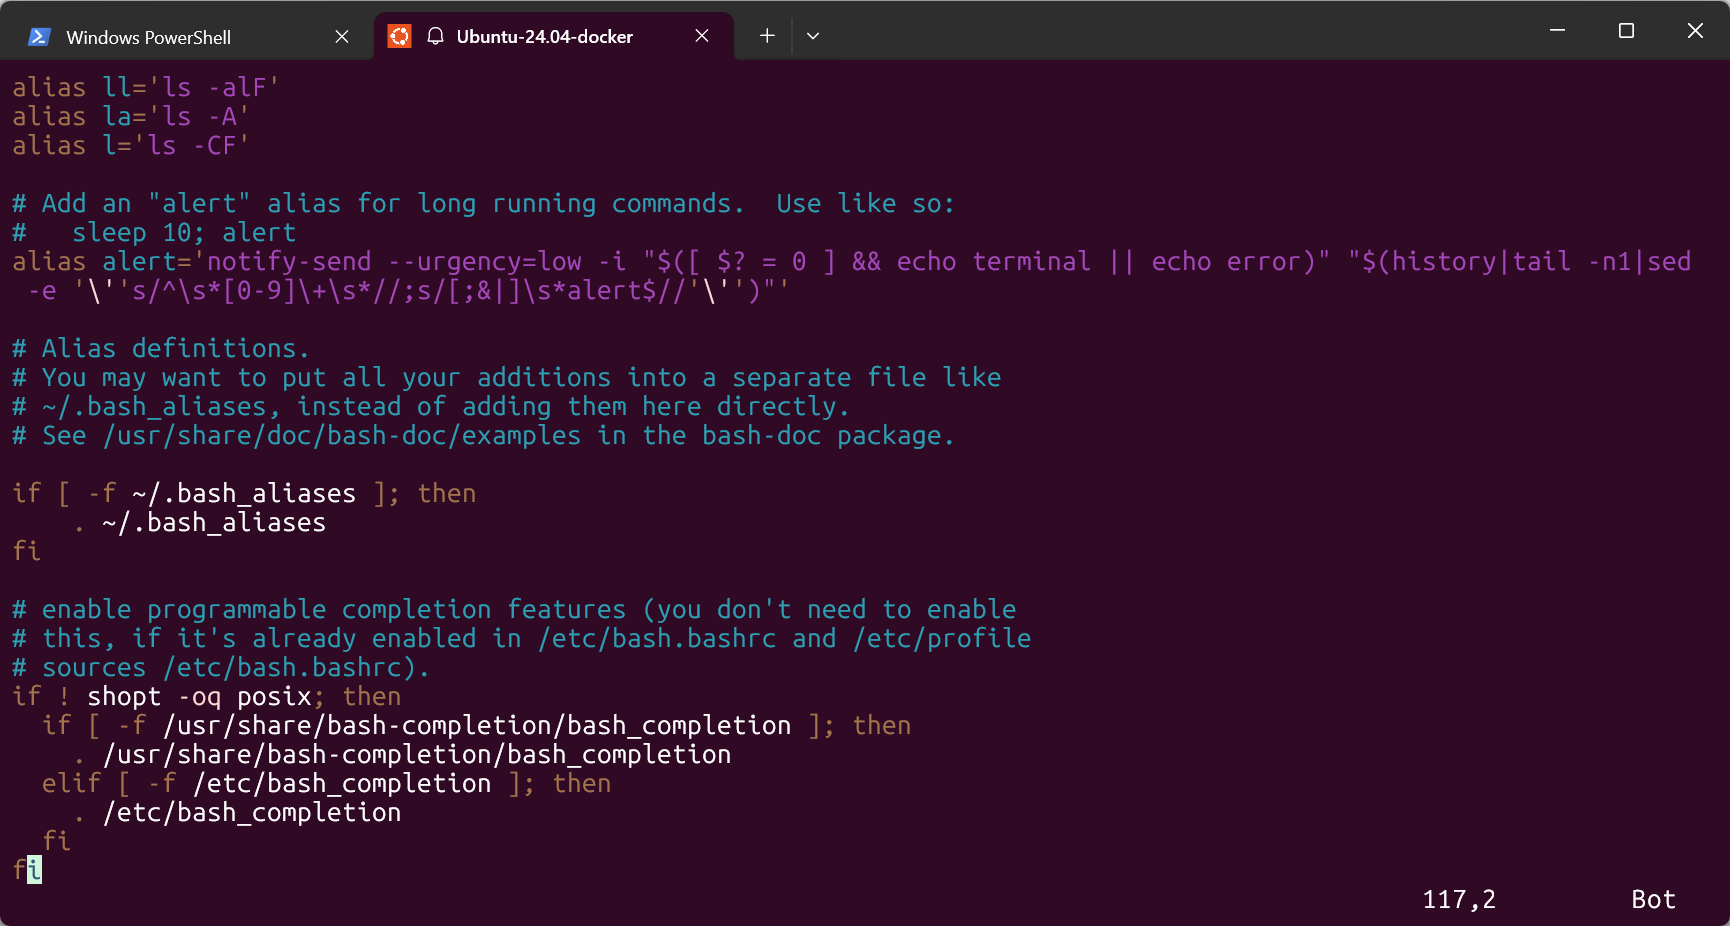 Windows PowerShell
Ubuntu-24.04-docker
alias ll='ls -alF'
alias la='ls -A'
alias l='ls -CF'

# Add an "alert" alias for long running commands.  Use like so:
#   sleep 10; alert
alias alert='notify-send --urgency=low -i "$([ $? = 0 ] && echo terminal || echo error)" "$(history|tail -n1|sed
 -e '\''s/^\s*[0-9]\+\s*//;s/[;&|]\s*alert$//'\'')"'

# Alias definitions.
# You may want to put all your additions into a separate file like
# ~/.bash_aliases, instead of adding them here directly.
# See /usr/share/doc/bash-doc/examples in the bash-doc package.

if [ -f ~/.bash_aliases ]; then
    . ~/.bash_aliases
fi

# enable programmable completion features (you don't need to enable
# this, if it's already enabled in /etc/bash.bashrc and /etc/profile
# sources /etc/bash.bashrc).
if ! shopt -oq posix; then
  if [ -f /usr/share/bash-completion/bash_completion ]; then
    . /usr/share/bash-completion/bash_completion
  elif [ -f /etc/bash_completion ]; then
    . /etc/bash_completion
  fi
fi
117,2 Bot